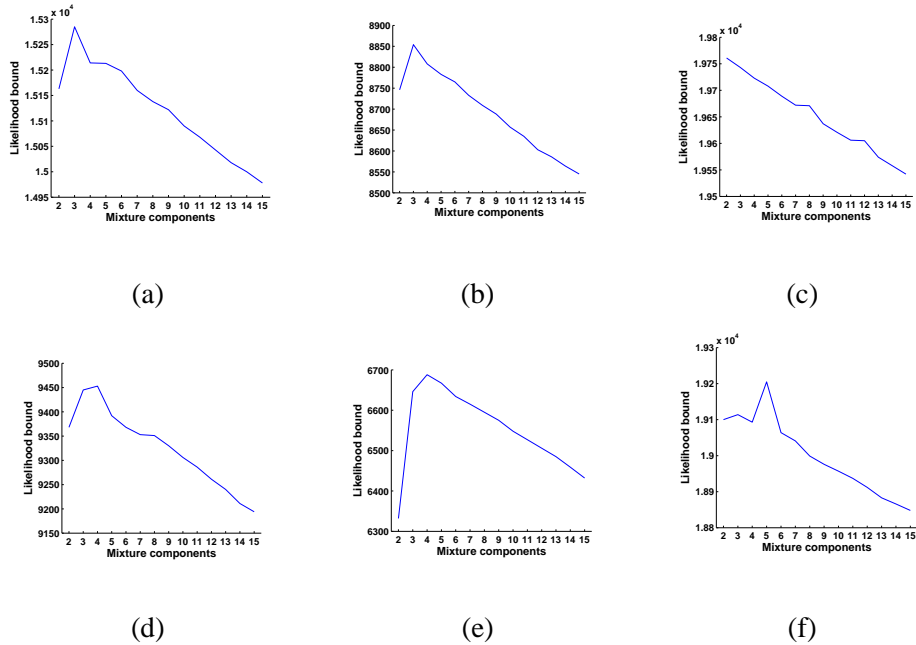 x 10⁴
1.53
1.525
1.52
1.515
1.51
1.505
1.5
1.495
Likelihood bound
2 3 4 5 6 7 8 9 10 11 12 13 14 15
Mixture components
(a)
8900
8850
8800
8750
8700
8650
8600
8550
8500
Likelihood bound
2 3 4 5 6 7 8 9 10 11 12 13 14 15
Mixture components
(b)
x 10⁴
1.98
1.975
1.97
1.965
1.96
1.955
1.95
Likelihood bound
2 3 4 5 6 7 8 9 10 11 12 13 14 15
Mixture components
(c)
9500
9450
9400
9350
9300
9250
9200
9150
Likelihood bound
2 3 4 5 6 7 8 9 10 11 12 13 14 15
Mixture components
(d)
6700
6600
6500
6400
6300
Likelihood bound
2 3 4 5 6 7 8 9 10 11 12 13 14 15
Mixture components
(e)
x 10⁴
1.93
1.92
1.91
1.9
1.89
1.88
Likelihood bound
2 3 4 5 6 7 8 9 10 11 12 13 14 15
Mixture components
(f)